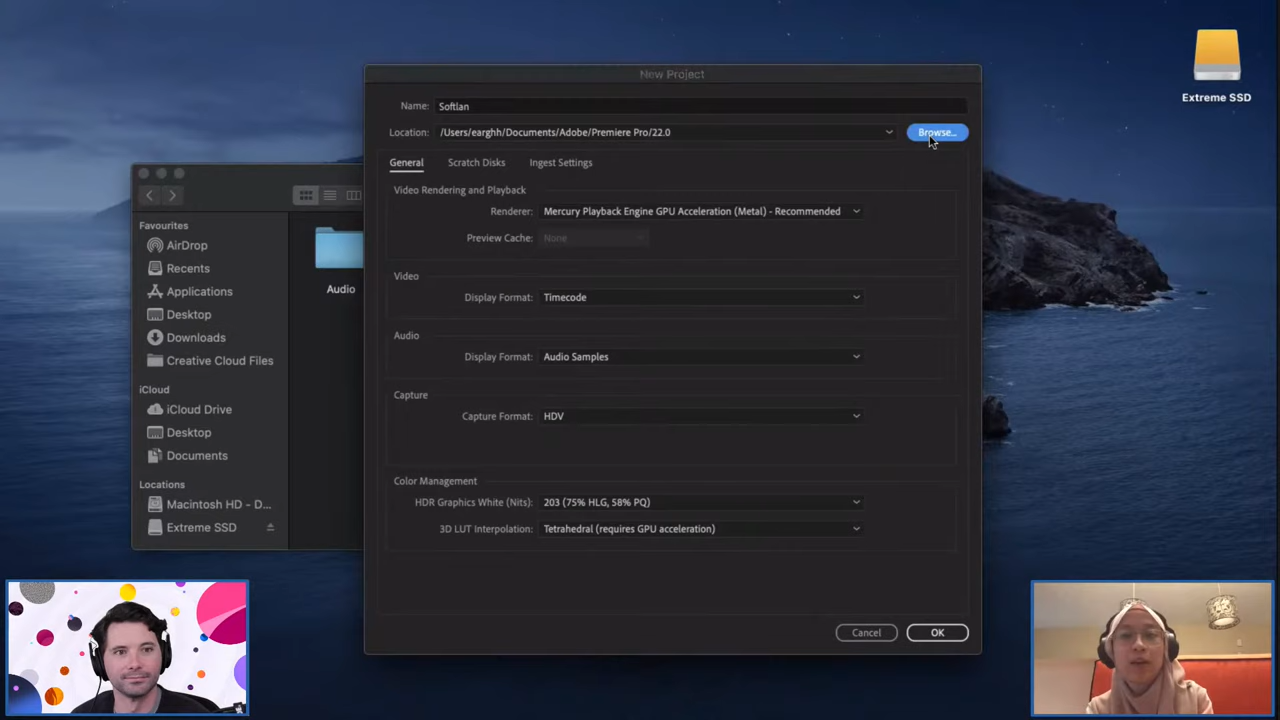 New Project
Extreme SSD
Name: Softlan
Location: /Users/earghh/Documents/Adobe/Premiere Pro/22.0 Browse...
General Scratch Disks Ingest Settings
Video Rendering and Playback
Renderer: Mercury Playback Engine GPU Acceleration (Metal) - Recommended
Preview Cache: None
Video
Display Format: Timecode
Audio
Display Format: Audio Samples
Capture
Capture Format: HDV
Color Management
HDR Graphics White (Nits): 203 (75% HLG, 58% PQ)
3D LUT Interpolation: Tetrahedral (requires GPU acceleration)
Cancel OK
Favourites
AirDrop
Recents
Applications
Desktop
Downloads
Creative Cloud Files
iCloud
iCloud Drive
Desktop
Documents
Locations
Macintosh HD - D...
Extreme SSD
Audio